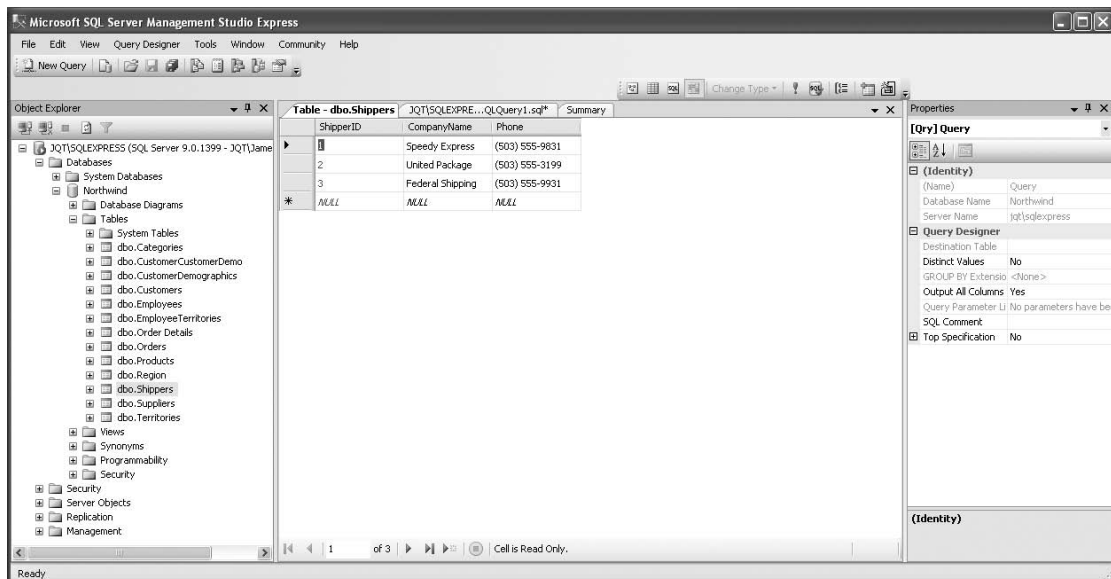 Microsoft SQL Server Management Studio Express
File Edit View Query Designer Tools Window Community Help
New Query
Change Type
Object Explorer
JQT\SQLEXPRESS (SQL Server 9.0.1399 - JQT\Jame
Databases
System Databases
Northwind
Database Diagrams
Tables
System Tables
dbo.Categories
dbo.CustomerCustomerDemo
dbo.CustomerDemographics
dbo.Customers
dbo.Employees
dbo.EmployeeTerritories
dbo.Order Details
dbo.Orders
dbo.Products
dbo.Region
dbo.Shippers
dbo.Suppliers
dbo.Territories
Views
Synonyms
Programmability
Security
Security
Server Objects
Replication
Management
Table - dbo.Shippers JQT\SQLEXPRE...QLQuery1.sql* Summary
ShipperID CompanyName Phone
1 Speedy Express (503) 555-9831
2 United Package (503) 555-3199
3 Federal Shipping (503) 555-9931
NULL NULL NULL
1 of 3 Cell is Read Only.
Properties
[Qry] Query
(Identity)
(Name) Query
Database Name Northwind
Server Name jqt\sqlexpress
Query Designer
Destination Table
Distinct Values No
GROUP BY Extensio <None>
Output All Columns Yes
Query Parameter Li No parameters have be
SQL Comment
Top Specification No
(Identity)
Ready